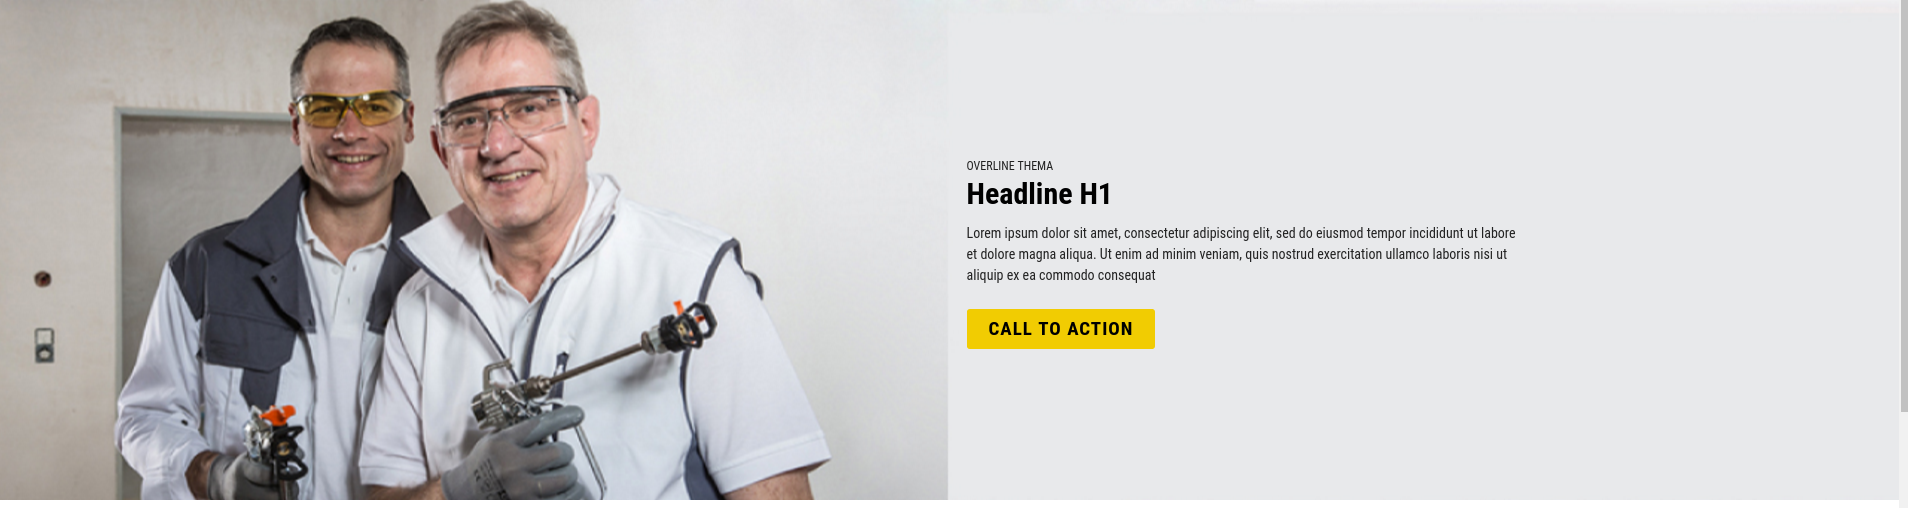 OVERLINE THEMA
Headline H1
Lorem ipsum dolor sit amet, consectetur adipiscing elit, sed do eiusmod tempor incididunt ut labore
et dolore magna aliqua. Ut enim ad minim veniam, quis nostrud exercitation ullamco laboris nisi ut
aliquip ex ea commodo consequat
CALL TO ACTION